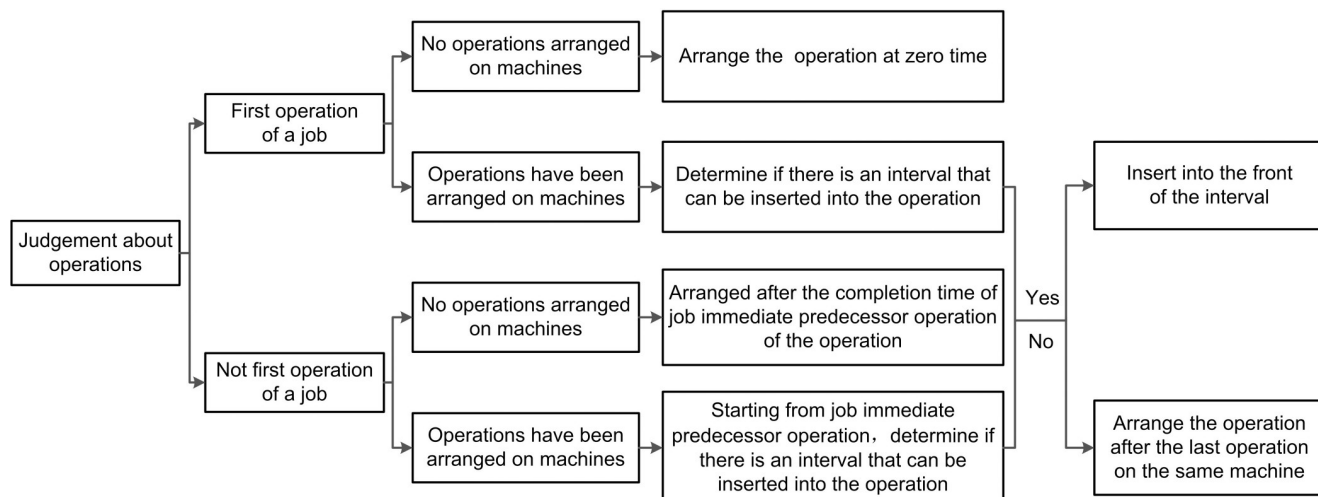 Judgement about
operations
First operation
of a job
Not first operation
of a job
No operations arranged
on machines
Operations have been
arranged on machines
No operations arranged
on machines
Operations have been
arranged on machines
Arrange the operation at zero time
Determine if there is an interval that
can be inserted into the operation
Arranged after the completion time of
job immediate predecessor operation
of the operation
Starting from job immediate
predecessor operation，determine if
there is an interval that can be
inserted into the operation
Yes
No
Insert into the front
of the interval
Arrange the operation
after the last operation
on the same machine